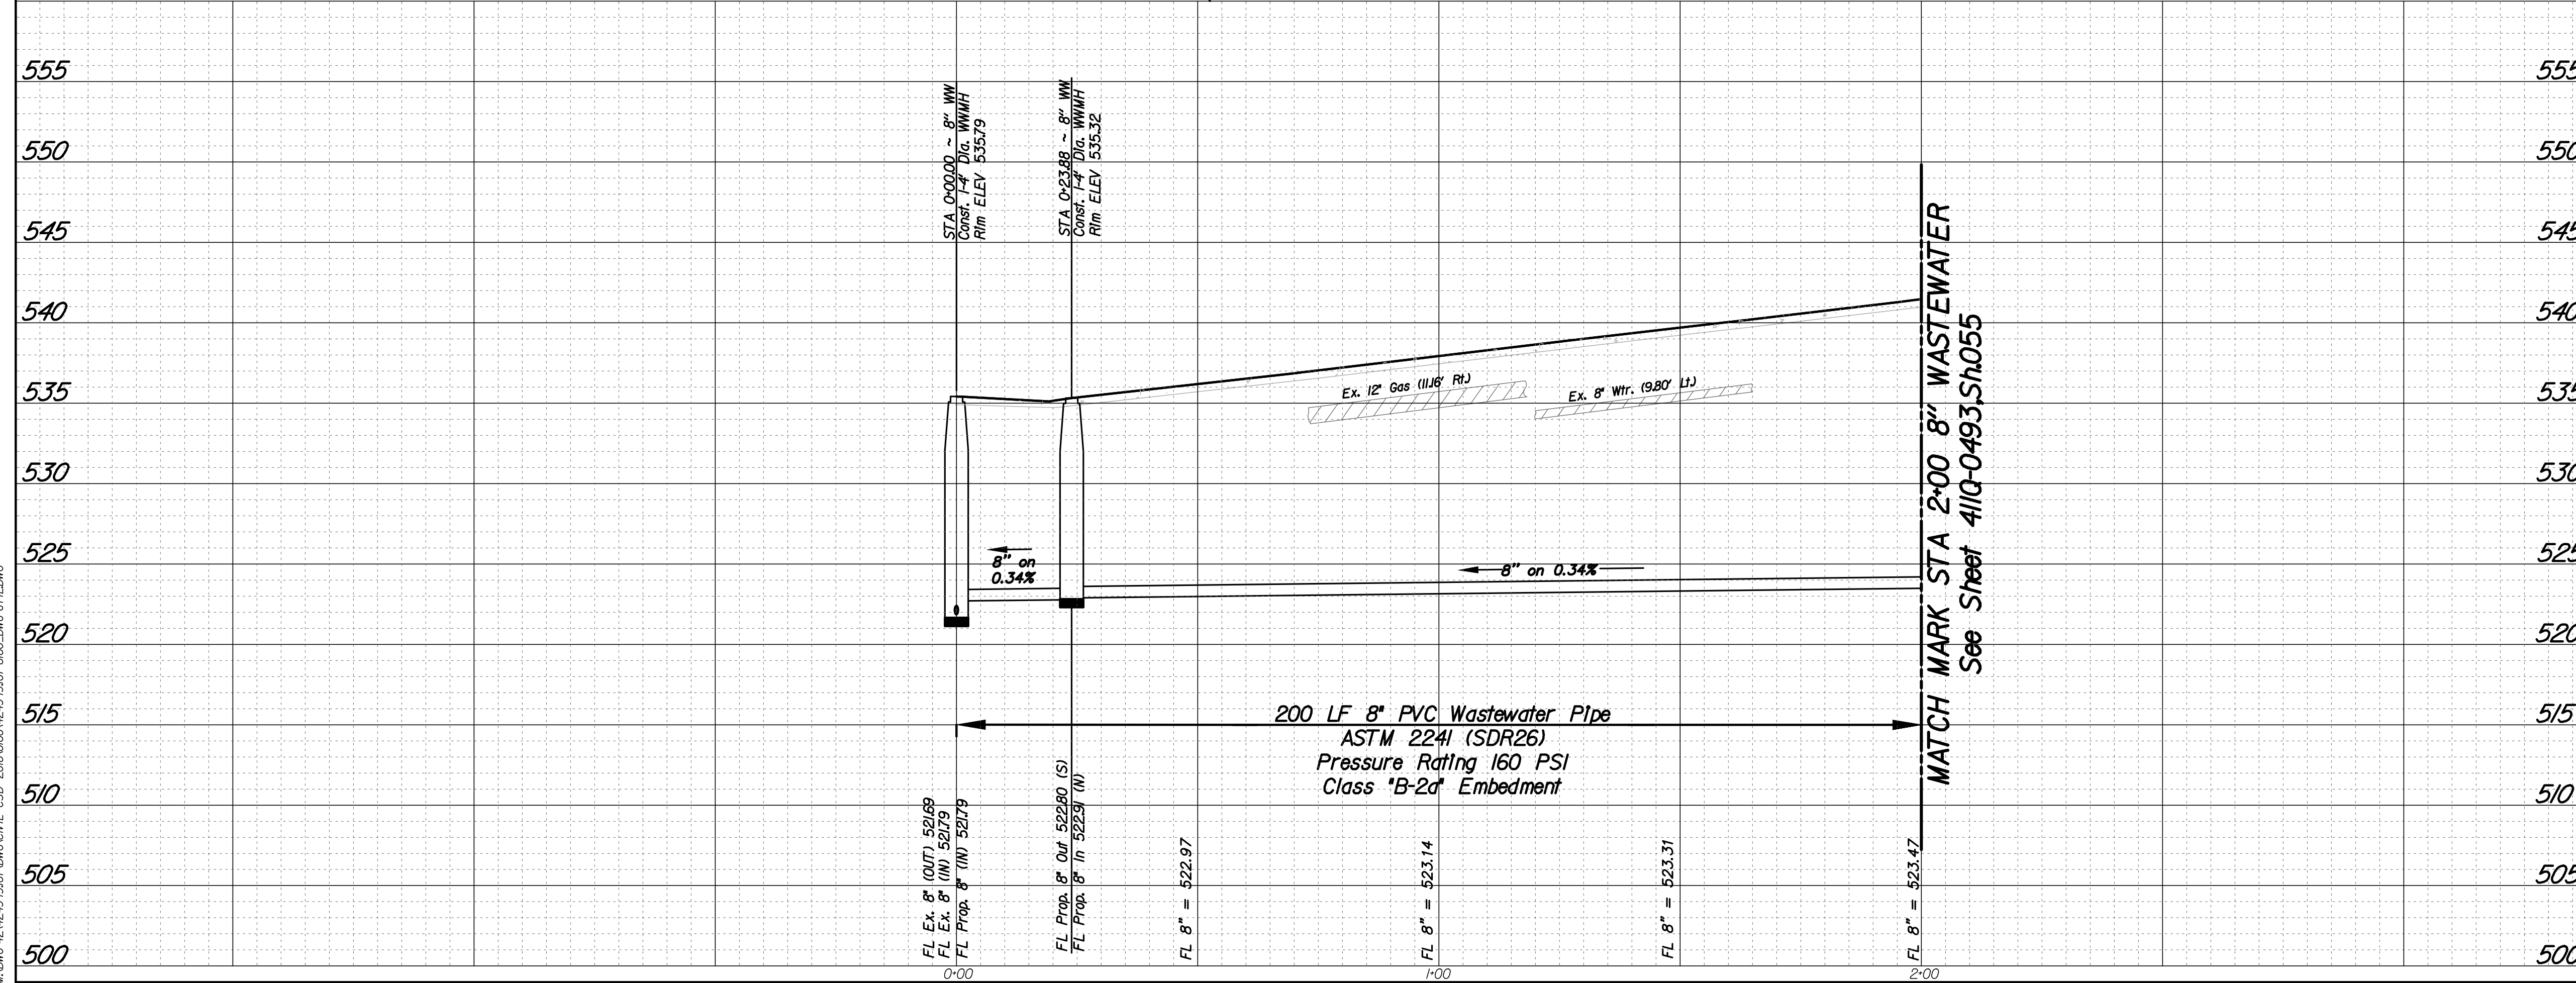 555
550
545
540
535
530
525
520
515
510
505
500
STA 0+00.00 ~ 8" WW
Const. 1-4' Dia. WWMH
Rim ELEV 535.79
STA 0+23.88 ~ 8" WW
Const. 1-4' Dia. WWMH
Rim ELEV 535.32
Ex. 12" Gas (11.16' Rt.)
Ex. 8" Wtr. (9.80' Lt.)
8" on
0.34%
8" on 0.34%
200 LF 8" PVC Wastewater Pipe
ASTM 2241 (SDR26)
Pressure Rating 160 PSI
Class "B-2a" Embedment
FL Ex. 8" (OUT) 521.69
FL Ex. 8" (IN) 521.79
FL Prop. 8" (IN) 521.79
FL Prop. 8" Out 522.80 (S)
FL Prop. 8" In 522.91 (N)
FL 8" = 522.97
FL 8" = 523.14
FL 8" = 523.31
FL 8" = 523.47
MATCH MARK STA 2+00 8" WASTEWATER
See Sheet 411Q-0493,Sh.055
0+00
1+00
2+00
555
550
545
540
535
530
525
520
515
510
505
500